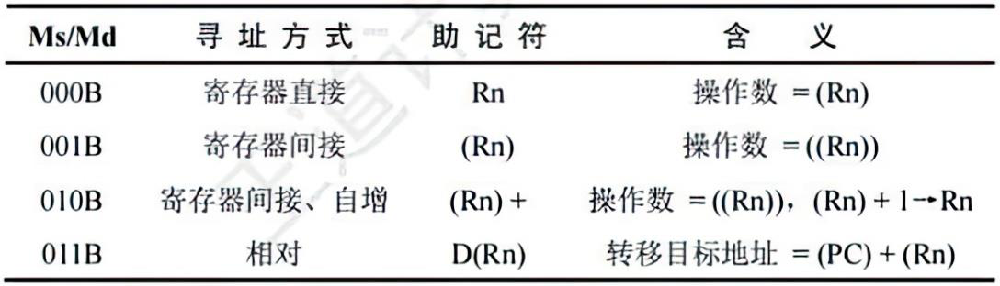 Ms/Md 寻址方式 助记符 含义
000B 寄存器直接 Rn 操作数 =(Rn)
001B 寄存器间接 (Rn) 操作数 =((Rn))
010B 寄存器间接、自增 (Rn)+ 操作数 =((Rn)), (Rn)+1→Rn
011B 相对 D(Rn) 转移目标地址 =(PC)+(Rn)